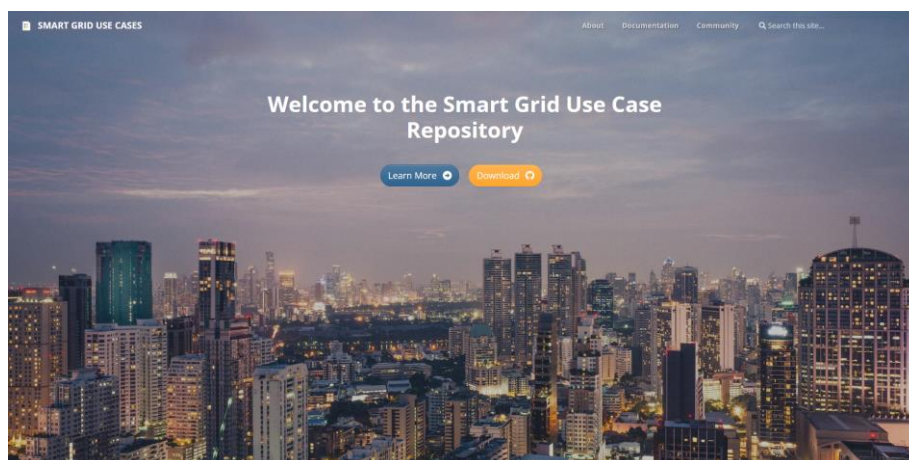 SMART GRID USE CASES
About Documentation Community Search this site...
Welcome to the Smart Grid Use Case
Repository
Learn More
Download